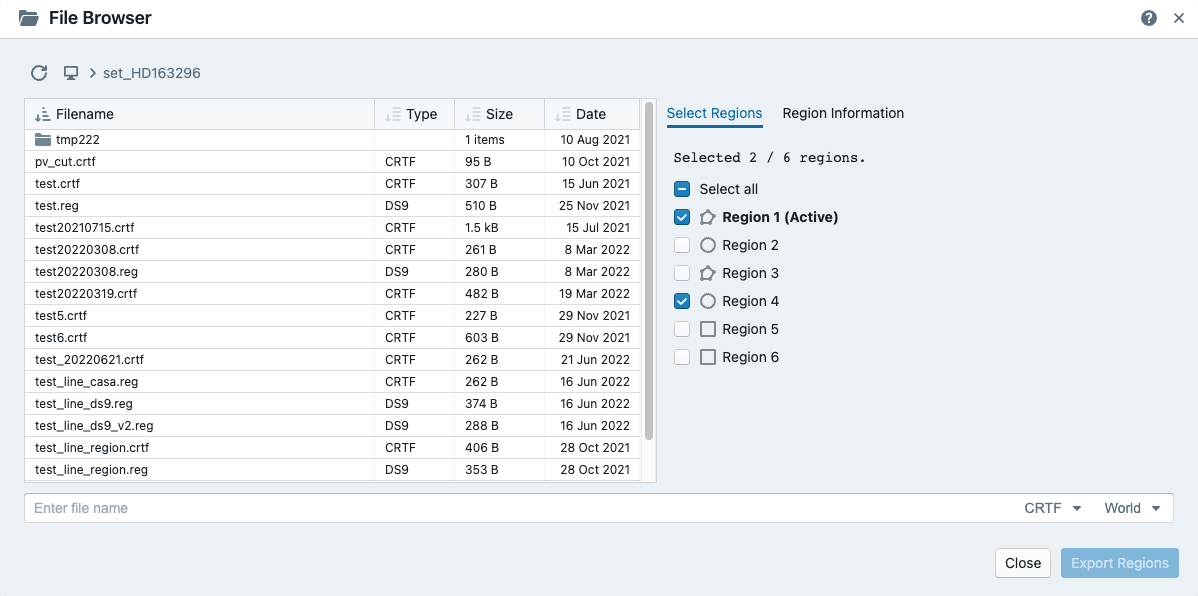 File Browser
set_HD163296
Filename Type Size Date
tmp222 1 items 10 Aug 2021
pv_cut.crtf CRTF 95 B 10 Oct 2021
test.crtf CRTF 307 B 15 Jun 2021
test.reg DS9 510 B 25 Nov 2021
test20210715.crtf CRTF 1.5 kB 15 Jul 2021
test20220308.crtf CRTF 261 B 8 Mar 2022
test20220308.reg DS9 280 B 8 Mar 2022
test20220319.crtf CRTF 482 B 19 Mar 2022
test5.crtf CRTF 227 B 29 Nov 2021
test6.crtf CRTF 603 B 29 Nov 2021
test_20220621.crtf CRTF 262 B 21 Jun 2022
test_line_casa.reg CRTF 262 B 16 Jun 2022
test_line_ds9.reg DS9 374 B 16 Jun 2022
test_line_ds9_v2.reg DS9 288 B 16 Jun 2022
test_line_region.crtf CRTF 406 B 28 Oct 2021
test_line_region.reg DS9 353 B 28 Oct 2021
Select Regions Region Information
Selected 2 / 6 regions.
Select all
Region 1 (Active)
Region 2
Region 3
Region 4
Region 5
Region 6
Enter file name CRTF World
Close Export Regions